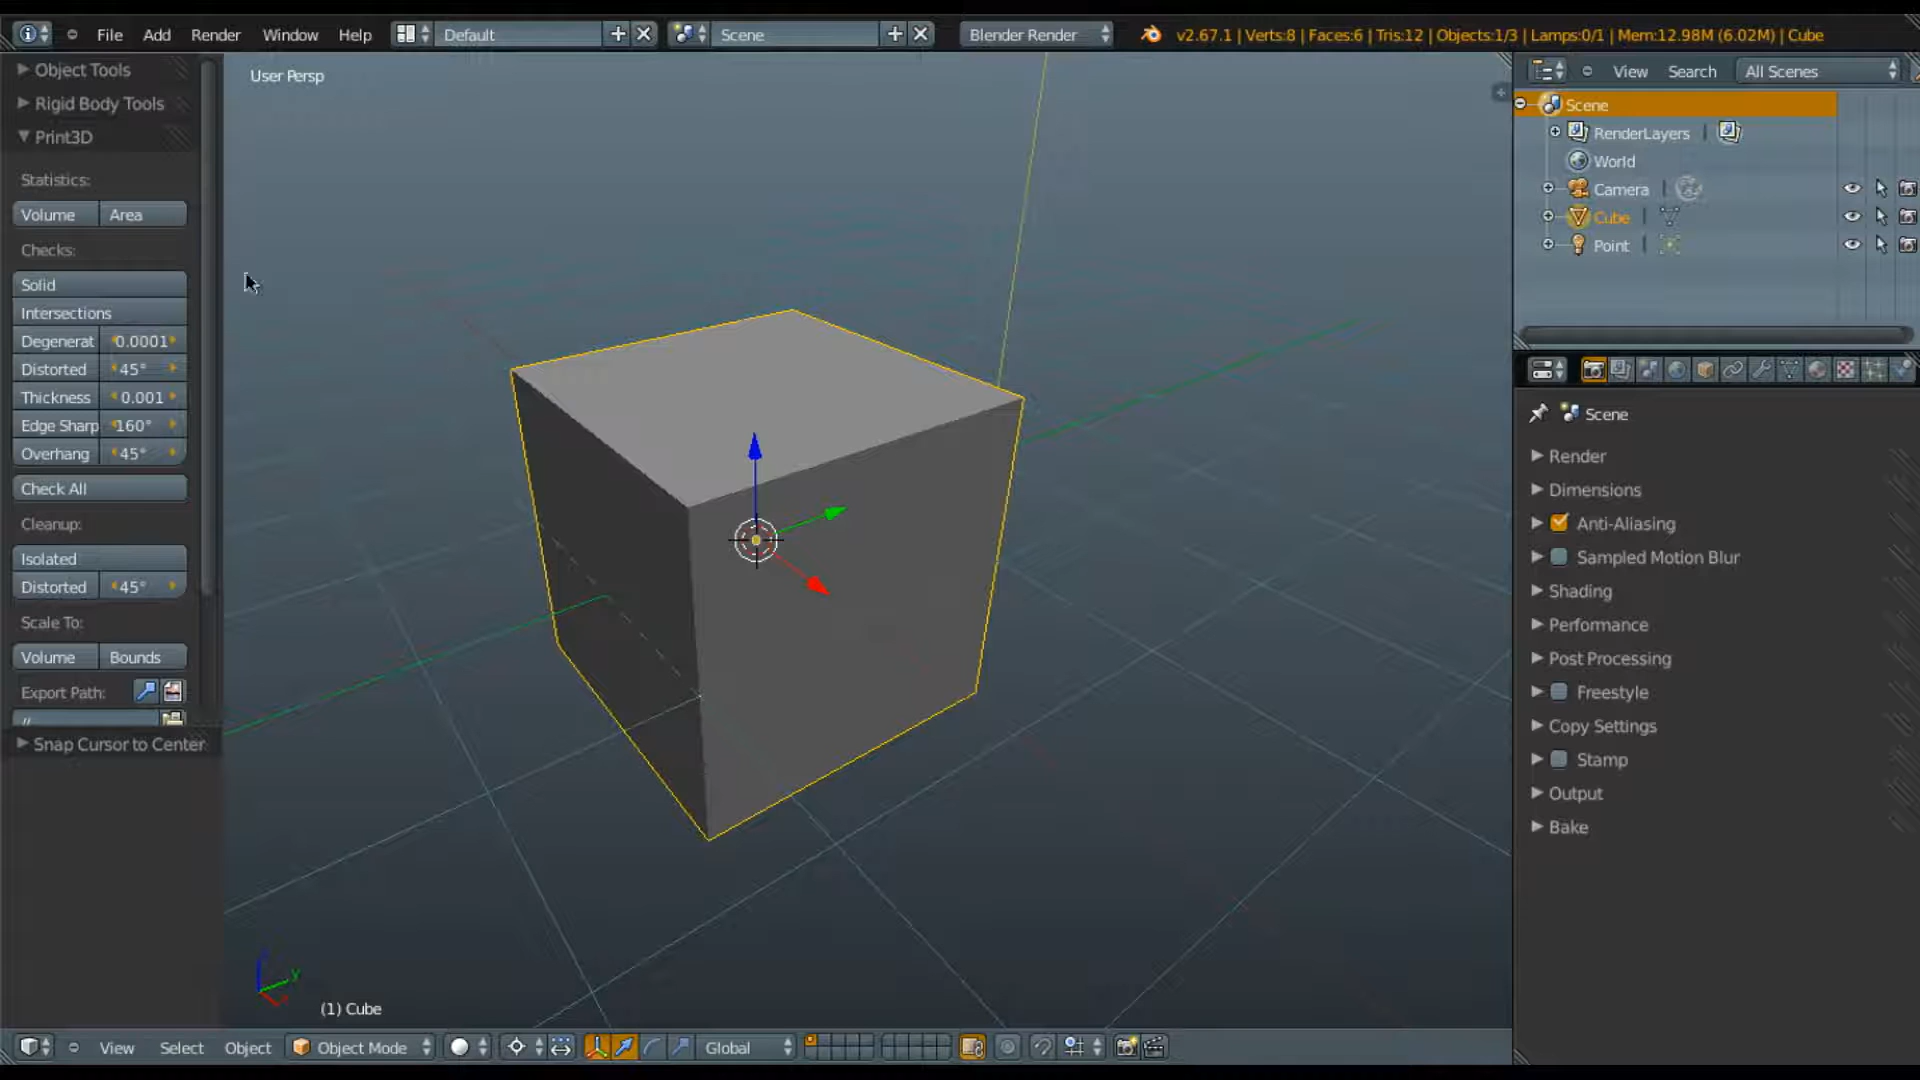 File Add Render Window Help Default Scene Blender Render v2.67.1 | Verts:8 | Faces:6 | Tris:12 | Objects:1/3 | Lamps:0/1 | Mem:12.98M (6.02M) | Cube
Object Tools
Rigid Body Tools
Print3D
Statistics:
Volume Area
Checks:
Solid
Intersections
Degenerat 0.0001
Distorted 45°
Thickness 0.001
Edge Sharp 160°
Overhang 45°
Check All
Cleanup:
Isolated
Distorted 45°
Scale To:
Volume Bounds
Export Path:
//
Snap Cursor to Center
User Persp
y
(1) Cube
View Select Object Object Mode Global
View Search All Scenes
Scene
RenderLayers |
World
Camera |
Cube |
Point |
Scene
Render
Dimensions
Anti-Aliasing
Sampled Motion Blur
Shading
Performance
Post Processing
Freestyle
Copy Settings
Stamp
Output
Bake